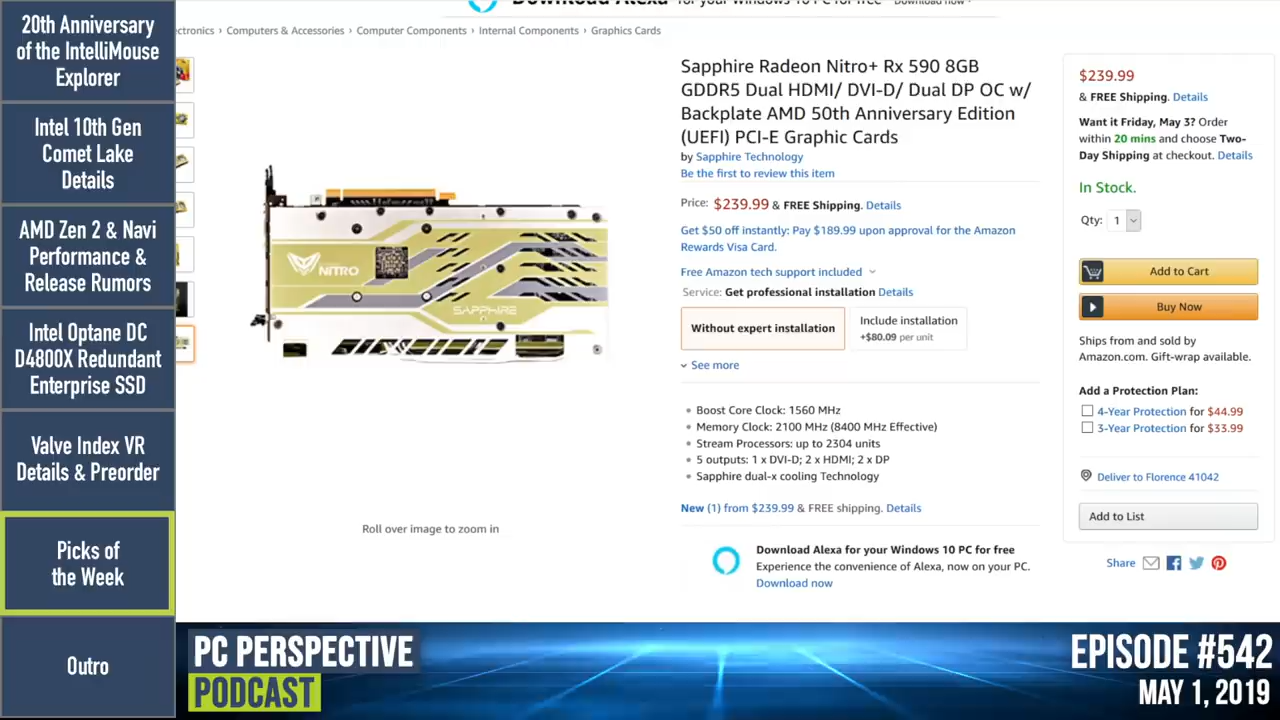 20th Anniversary
of the IntelliMouse
Explorer
Intel 10th Gen
Comet Lake
Details
AMD Zen 2 & Navi
Performance &
Release Rumors
Intel Optane DC
D4800X Redundant
Enterprise SSD
Valve Index VR
Details & Preorder
Picks of
the Week
Outro
Download Alexa for your Windows 10 PC for free Download now ›
ectronics › Computers & Accessories › Computer Components › Internal Components › Graphics Cards
NITRO
SAPPHIRE
Roll over image to zoom in
Sapphire Radeon Nitro+ Rx 590 8GB
GDDR5 Dual HDMI/ DVI-D/ Dual DP OC w/
Backplate AMD 50th Anniversary Edition
(UEFI) PCI-E Graphic Cards
by Sapphire Technology
Be the first to review this item
Price: $239.99 & FREE Shipping. Details
Get $50 off instantly: Pay $189.99 upon approval for the Amazon
Rewards Visa Card.
Free Amazon tech support included
Service: Get professional installation Details
Without expert installation
Include installation
+$80.09 per unit
See more
• Boost Core Clock: 1560 MHz
• Memory Clock: 2100 MHz (8400 MHz Effective)
• Stream Processors: up to 2304 units
• 5 outputs: 1 x DVI-D; 2 x HDMI; 2 x DP
• Sapphire dual-x cooling Technology
New (1) from $239.99 & FREE shipping. Details
Download Alexa for your Windows 10 PC for free
Experience the convenience of Alexa, now on your PC.
Download now
$239.99
& FREE Shipping. Details
Want it Friday, May 3? Order
within 20 mins and choose Two-
Day Shipping at checkout. Details
In Stock.
Qty: 1
Add to Cart
Buy Now
Ships from and sold by
Amazon.com. Gift-wrap available.
Add a Protection Plan:
4-Year Protection for $44.99
3-Year Protection for $33.99
Deliver to Florence 41042
Add to List
Share
PC PERSPECTIVE
PODCAST
EPISODE #542
MAY 1, 2019